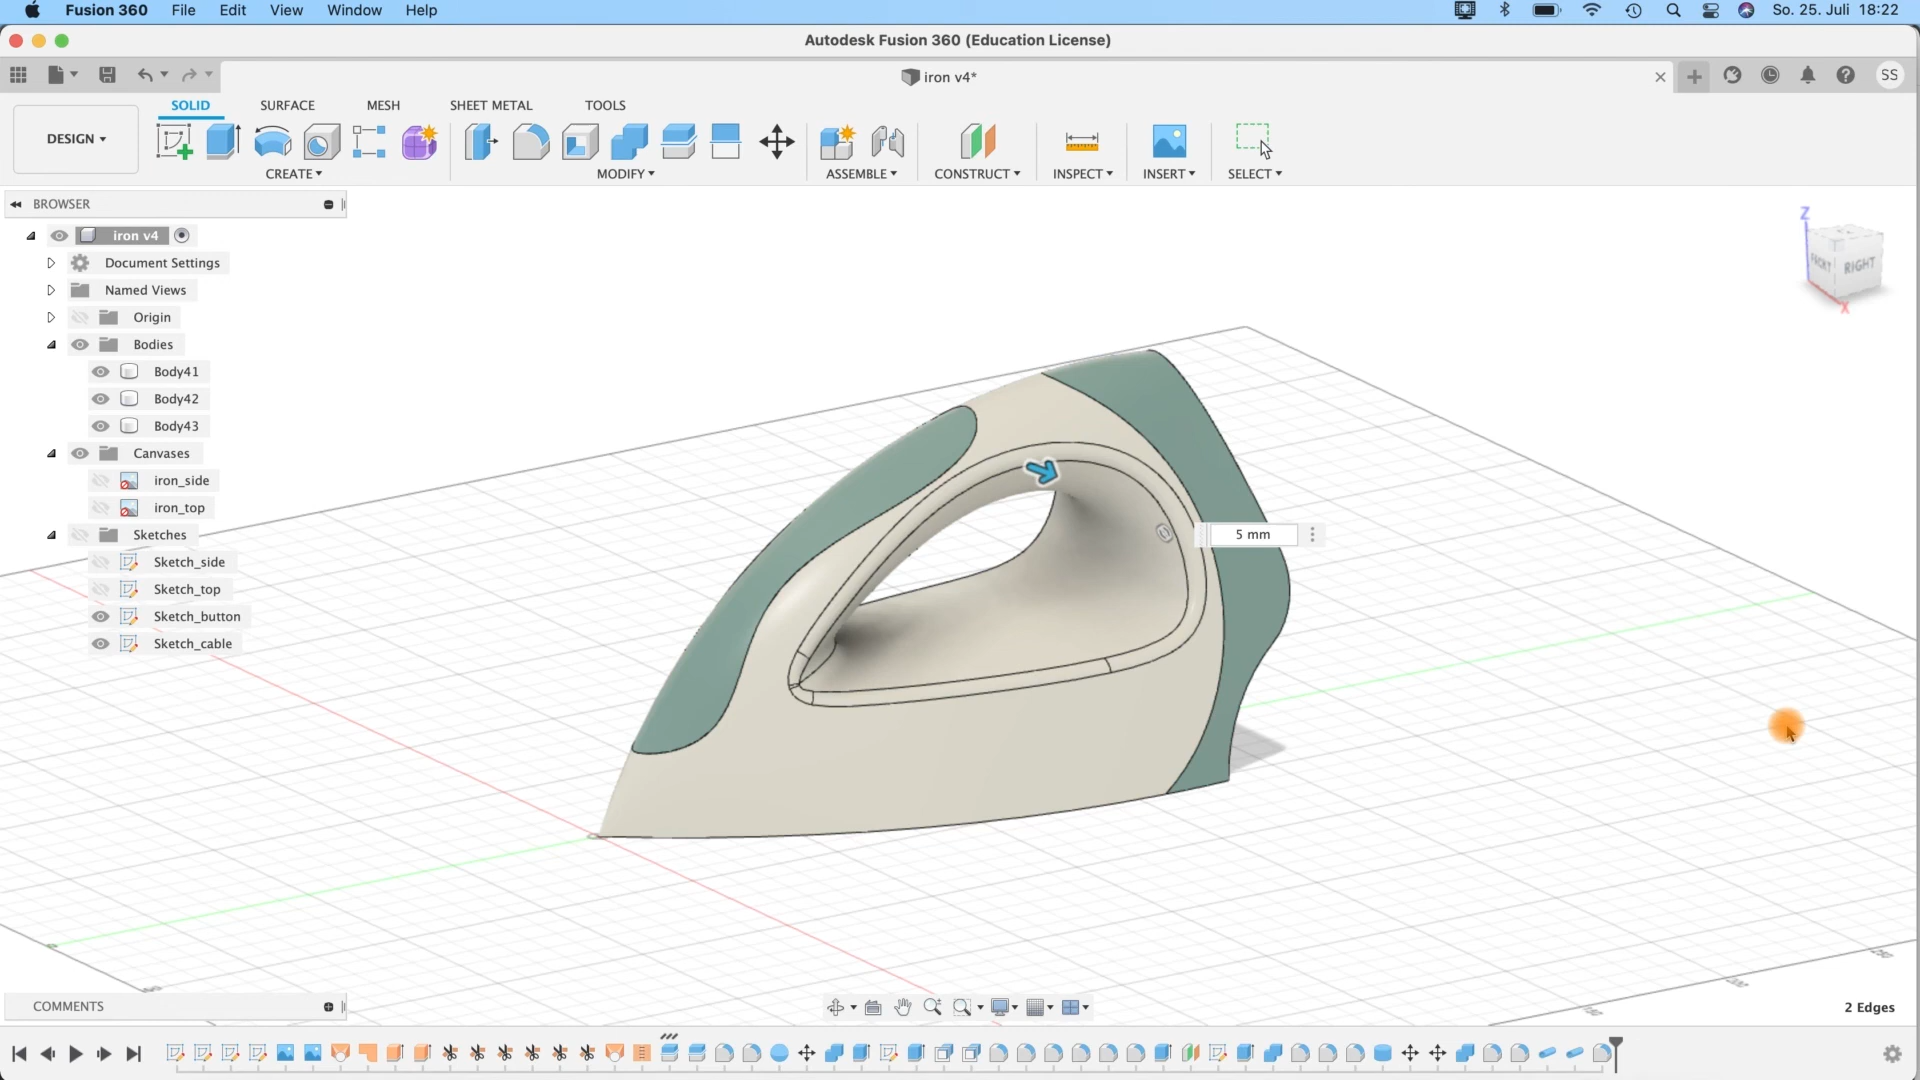 Fusion 360 File Edit View Window Help So. 25. Juli 18:22
Autodesk Fusion 360 (Education License)
iron v4* SS
SOLID SURFACE MESH SHEET METAL TOOLS
DESIGN
CREATE MODIFY ASSEMBLE CONSTRUCT INSPECT INSERT SELECT
BROWSER
iron v4
Document Settings
Named Views
Origin
Bodies
Body41
Body42
Body43
Canvases
iron_side
iron_top
Sketches
Sketch_side
Sketch_top
Sketch_button
Sketch_cable
Z
FRONT RIGHT
X
5 mm
250
COMMENTS
2 Edges